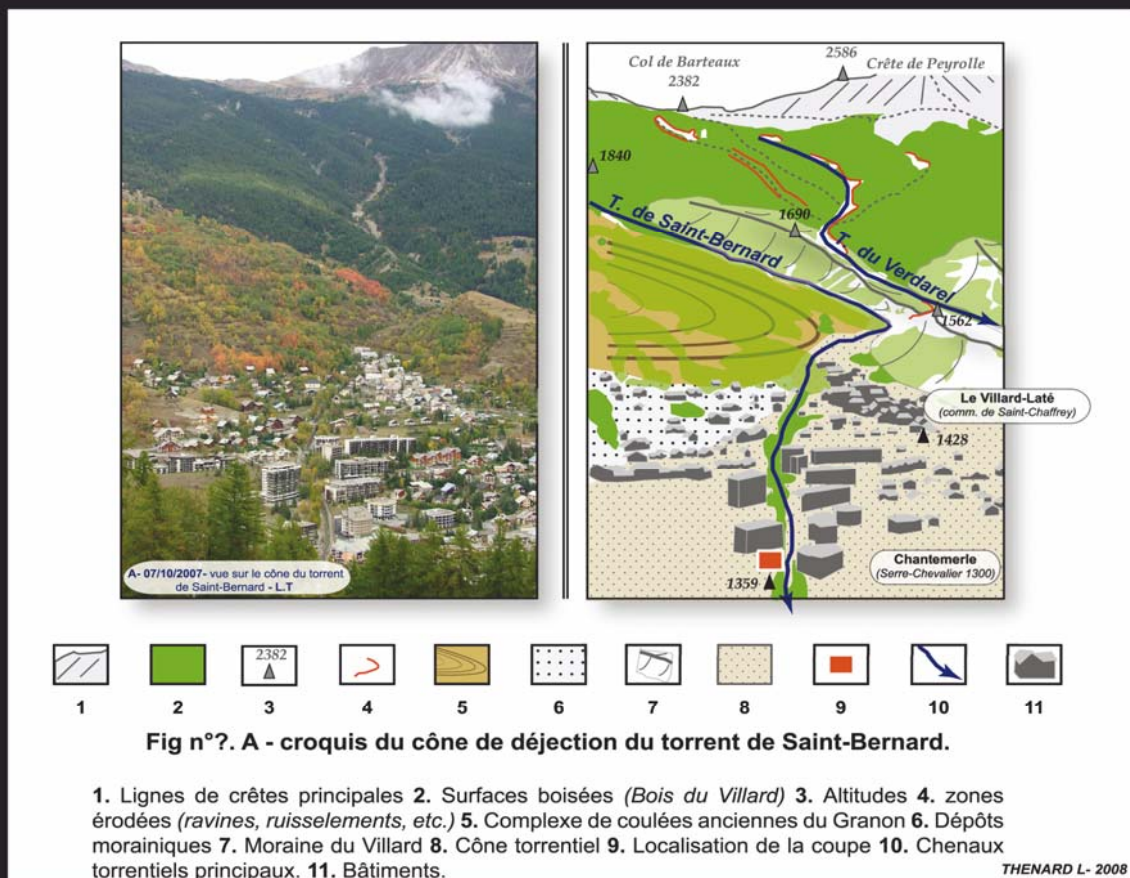 Col de Barteaux
2382
2586
Crête de Peyrolle
1840
T. de Saint-Bernard
1690
T. du Verdarel
1562
Le Villard-Laté
(comm. de Saint-Chaffrey)
1428
Chantemerle
(Serre-Chevalier 1300)
1359
A- 07/10/2007- vue sur le cône du torrent
de Saint-Bernard - L.T
2382
1 2 3 4 5 6 7 8 9 10 11
Fig n°?. A - croquis du cône de déjection du torrent de Saint-Bernard.
1. Lignes de crêtes principales 2. Surfaces boisées (Bois du Villard) 3. Altitudes 4. zones
érodées (ravines, ruisselements, etc.) 5. Complexe de coulées anciennes du Granon 6. Dépôts
morainiques 7. Moraine du Villard 8. Cône torrentiel 9. Localisation de la coupe 10. Chenaux
torrentiels principaux. 11. Bâtiments.
THENARD L- 2008